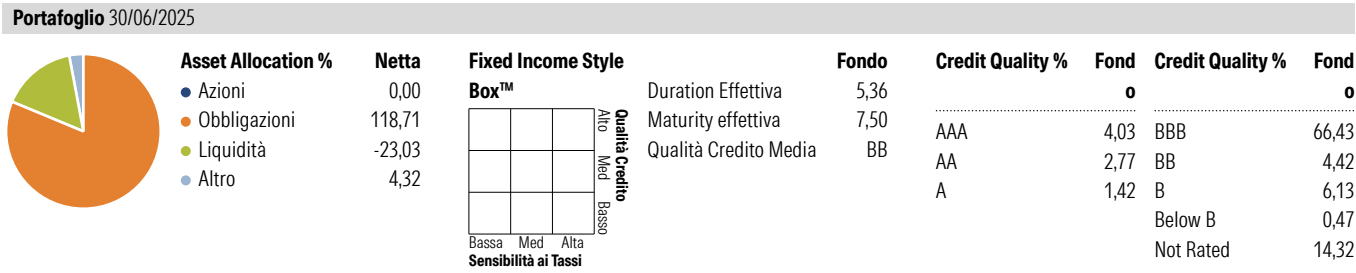 Portafoglio 30/06/2025
Asset Allocation % Netta
Azioni 0,00
Obbligazioni 118,71
Liquidità -23,03
Altro 4,32
Fixed Income Style
Box™
Alto
Med
Basso
Qualità Credito
Bassa Med Alta
Sensibilità ai Tassi
Fondo
Duration Effettiva 5,36
Maturity effettiva 7,50
Qualità Credito Media BB
Credit Quality % Fond
o
AAA 4,03
AA 2,77
A 1,42
Credit Quality % Fond
o
BBB 66,43
BB 4,42
B 6,13
Below B 0,47
Not Rated 14,32